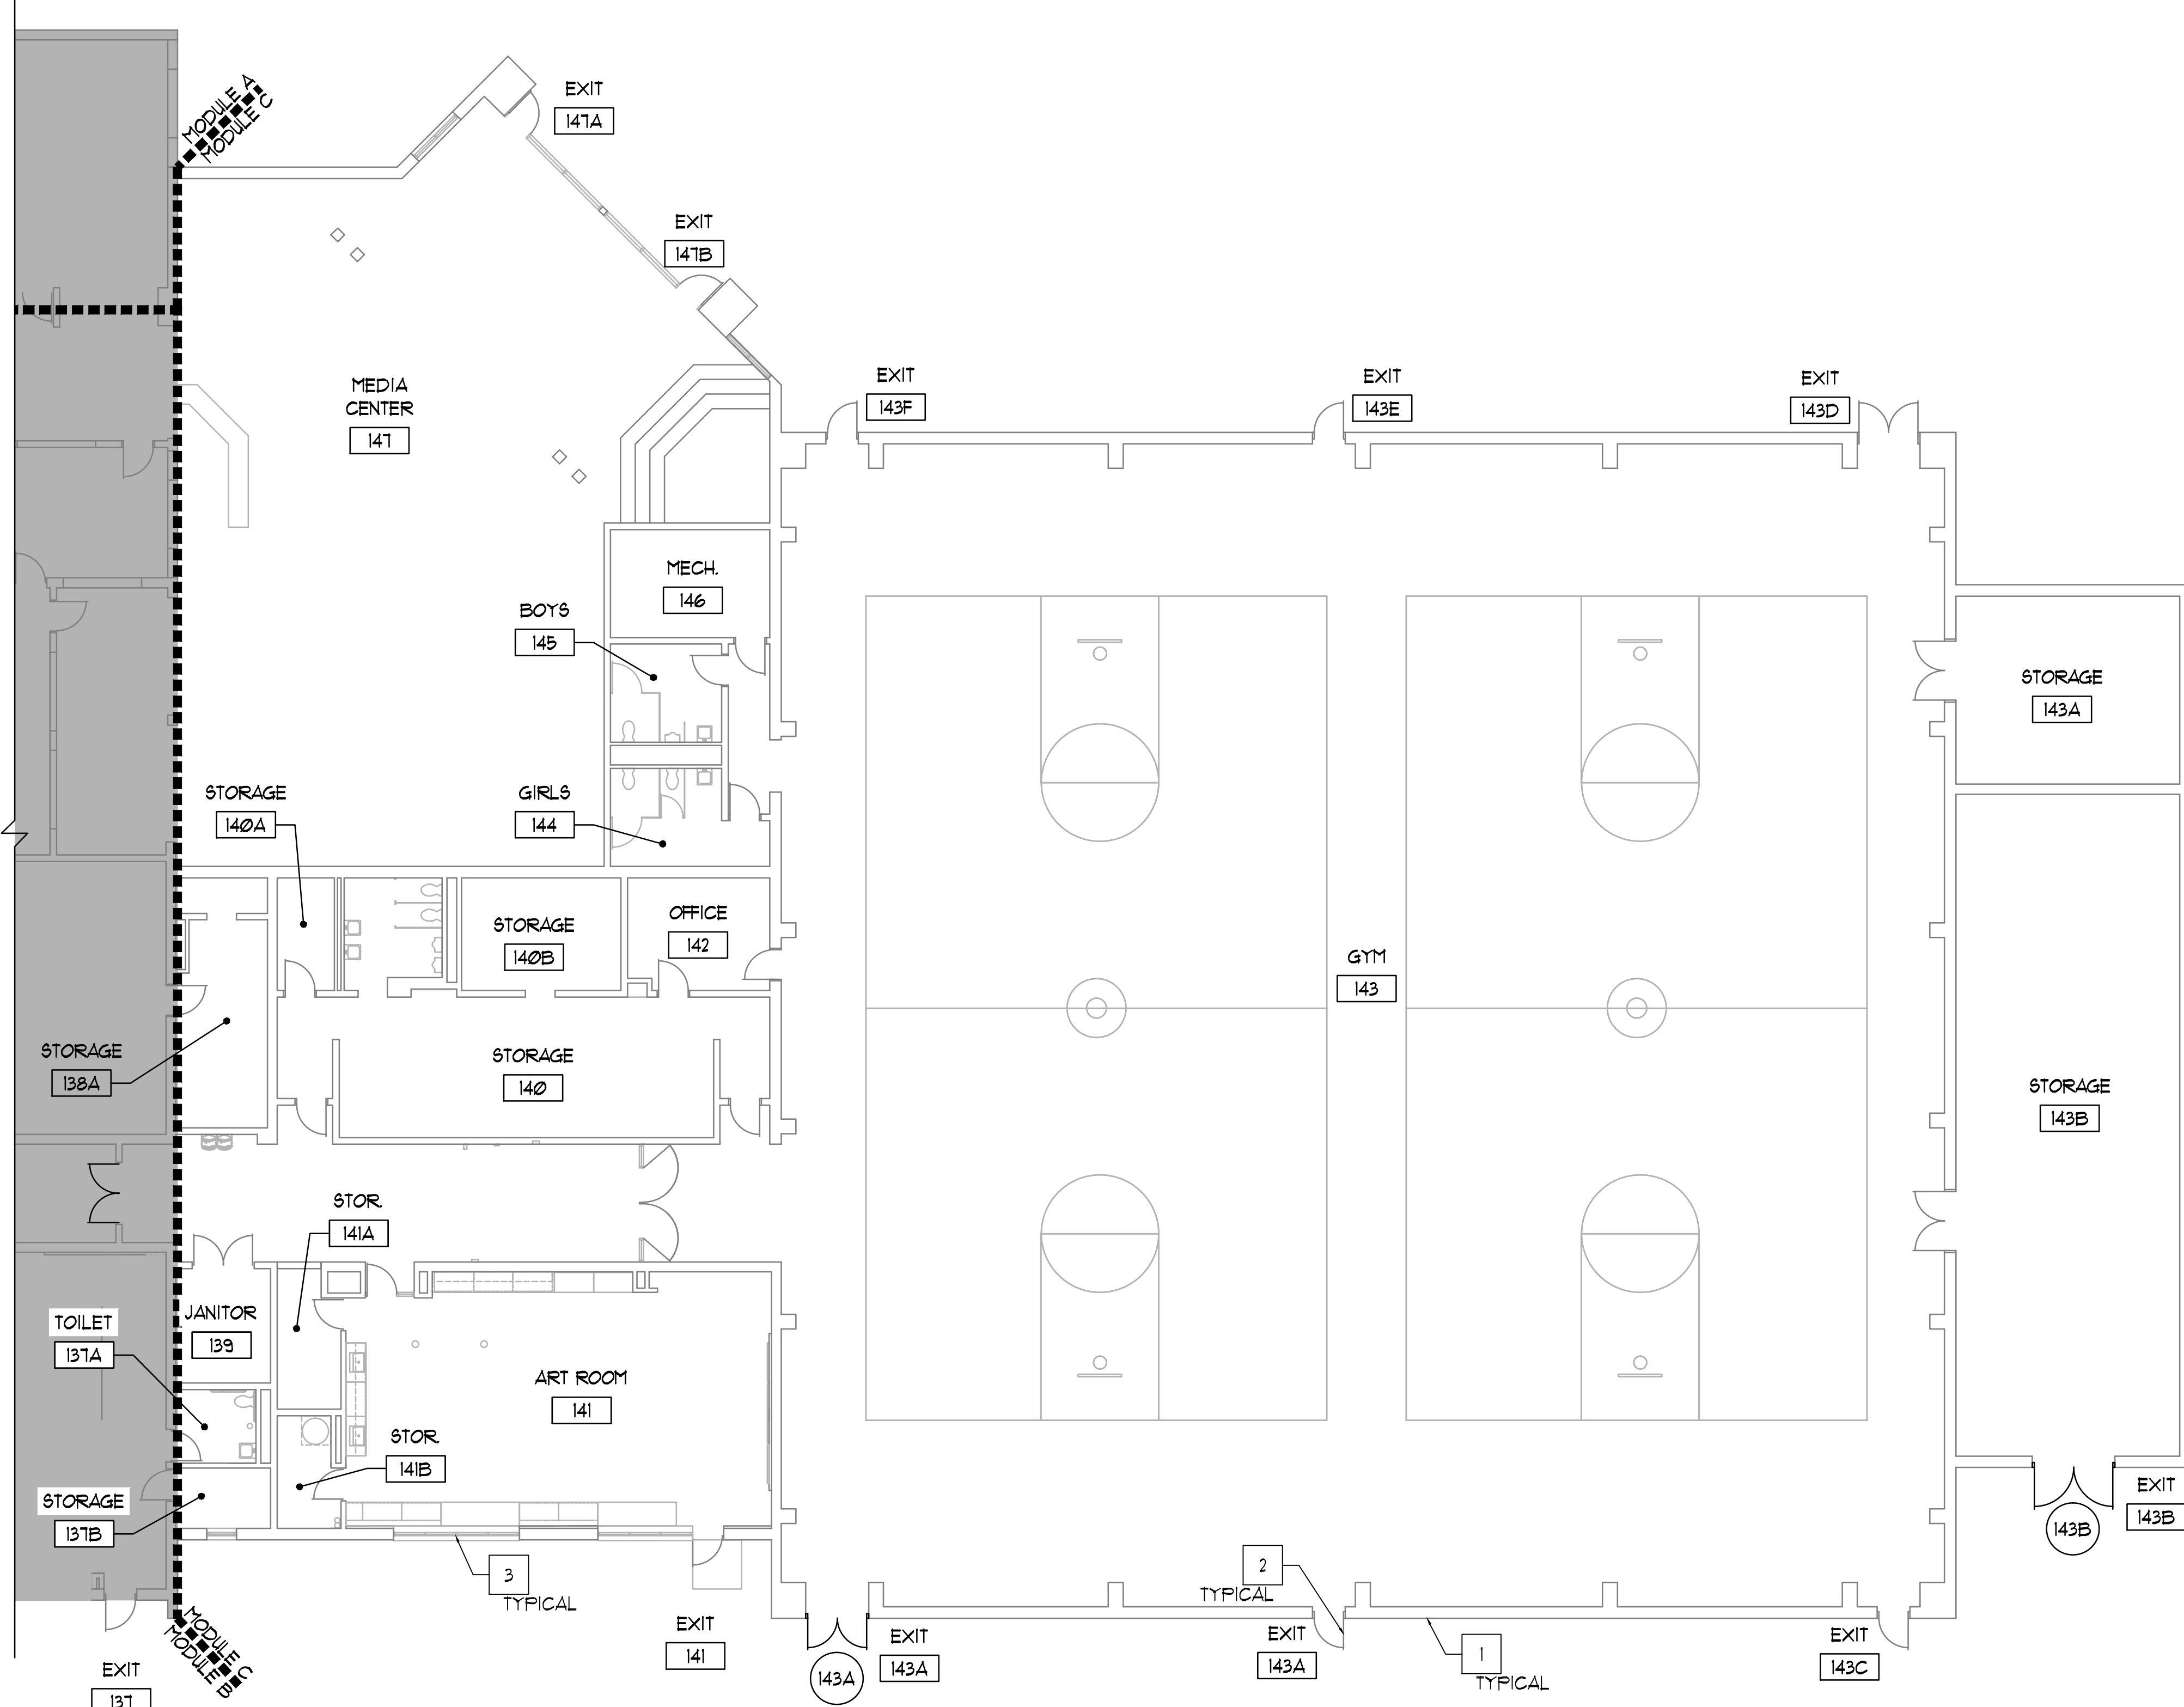 MODULE A
MODULE C
EXIT
147A
EXIT
147B
MEDIA
CENTER
147
EXIT
143F
EXIT
143E
EXIT
143D
MECH.
146
BOYS
145
STORAGE
143A
STORAGE
140A
GIRLS
144
STORAGE
140B
OFFICE
142
GYM
143
STORAGE
138A
STORAGE
140
STORAGE
143B
STOR.
141A
JANITOR
139
TOILET
137A
ART ROOM
141
STOR.
141B
STORAGE
137B
EXIT
143B
143B
3
TYPICAL
2
TYPICAL
EXIT
141
143A
EXIT
143A
EXIT
143A
1
TYPICAL
EXIT
143C
MODULE C
MODULE B
EXIT
137